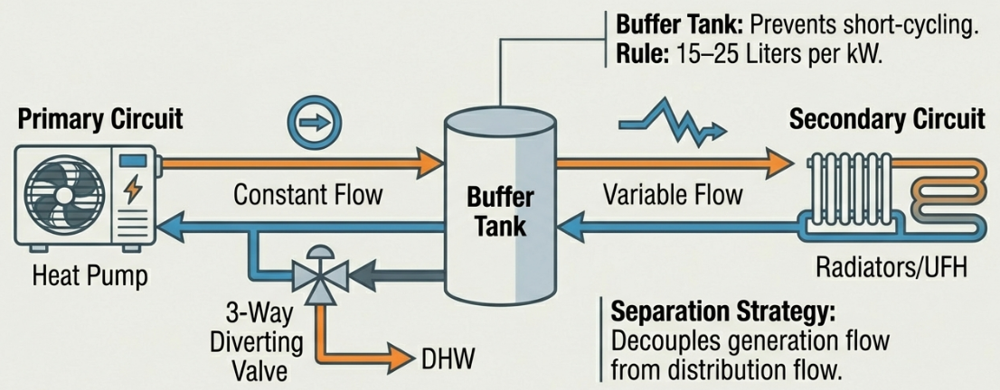 Buffer Tank: Prevents short-cycling.
Rule: 15–25 Liters per kW.
Primary Circuit
Secondary Circuit
Constant Flow
Buffer
Tank
Variable Flow
Heat Pump
Radiators/UFH
3-Way
Diverting
Valve
DHW
Separation Strategy:
Decouples generation flow
from distribution flow.